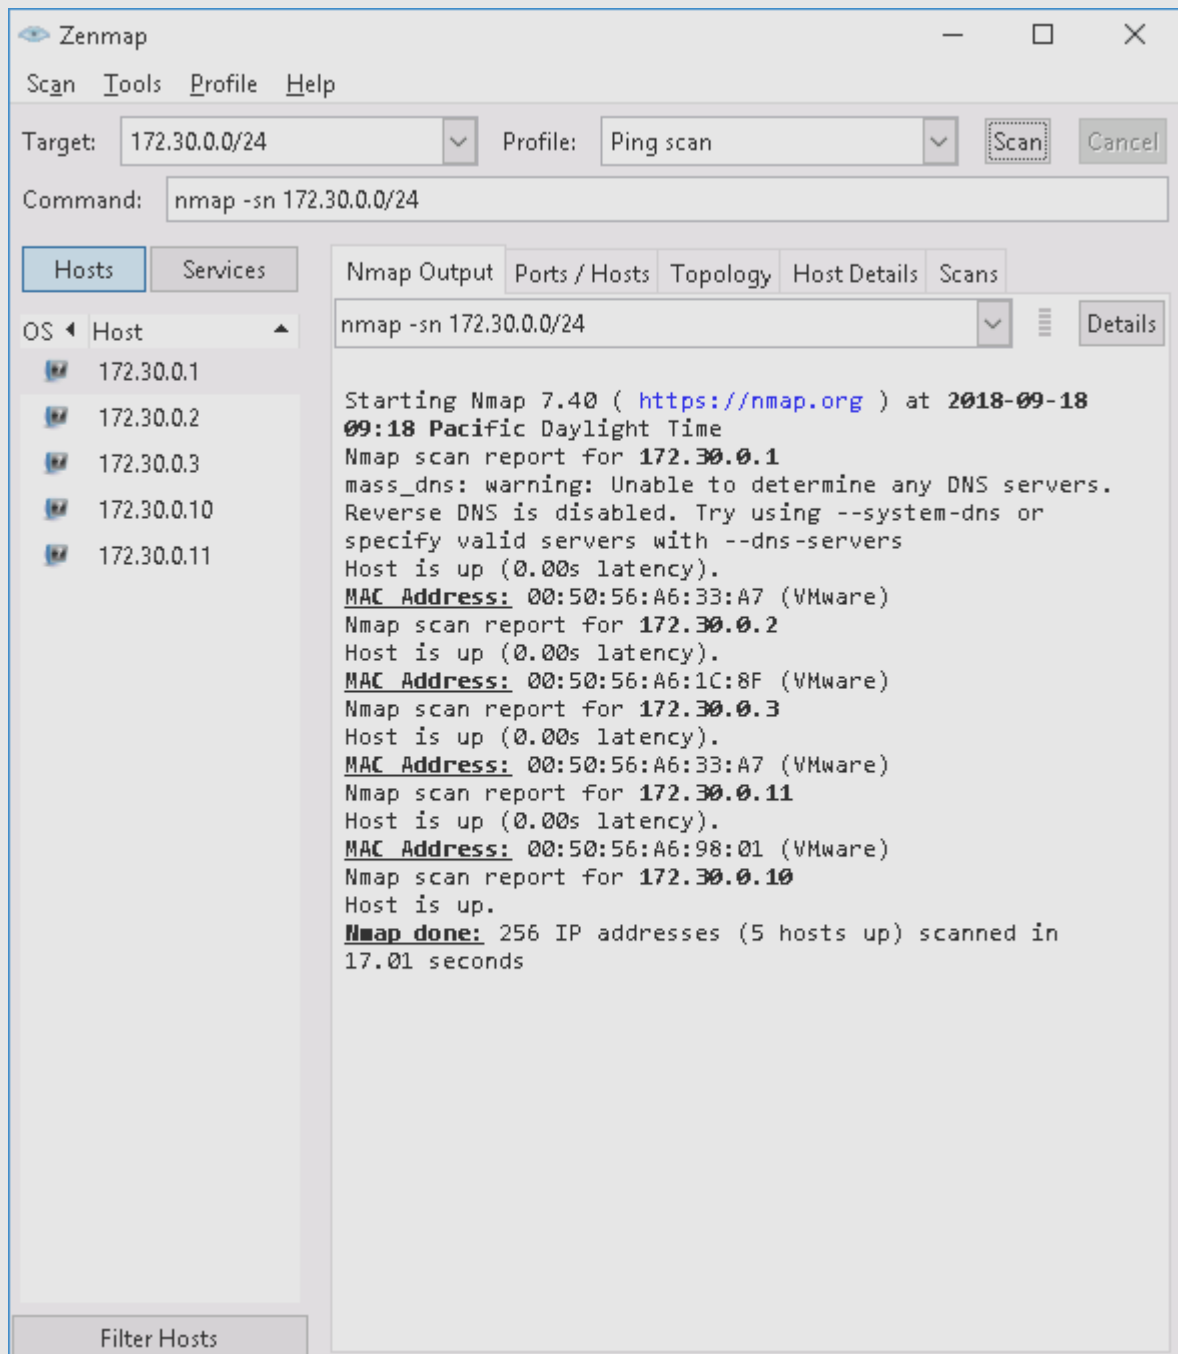 Zenmap
Scan Tools Profile Help
Target: 172.30.0.0/24 Profile: Ping scan Scan Cancel
Command: nmap -sn 172.30.0.0/24
Hosts Services
Nmap Output Ports / Hosts Topology Host Details Scans
OS Host
nmap -sn 172.30.0.0/24 Details
172.30.0.1
172.30.0.2
172.30.0.3
172.30.0.10
172.30.0.11
Starting Nmap 7.40 ( https://nmap.org ) at 2018-09-18
09:18 Pacific Daylight Time
Nmap scan report for 172.30.0.1
mass_dns: warning: Unable to determine any DNS servers.
Reverse DNS is disabled. Try using --system-dns or
specify valid servers with --dns-servers
Host is up (0.00s latency).
MAC Address: 00:50:56:A6:33:A7 (VMware)
Nmap scan report for 172.30.0.2
Host is up (0.00s latency).
MAC Address: 00:50:56:A6:1C:8F (VMware)
Nmap scan report for 172.30.0.3
Host is up (0.00s latency).
MAC Address: 00:50:56:A6:33:A7 (VMware)
Nmap scan report for 172.30.0.11
Host is up (0.00s latency).
MAC Address: 00:50:56:A6:98:01 (VMware)
Nmap scan report for 172.30.0.10
Host is up.
Nmap done: 256 IP addresses (5 hosts up) scanned in
17.01 seconds
Filter Hosts